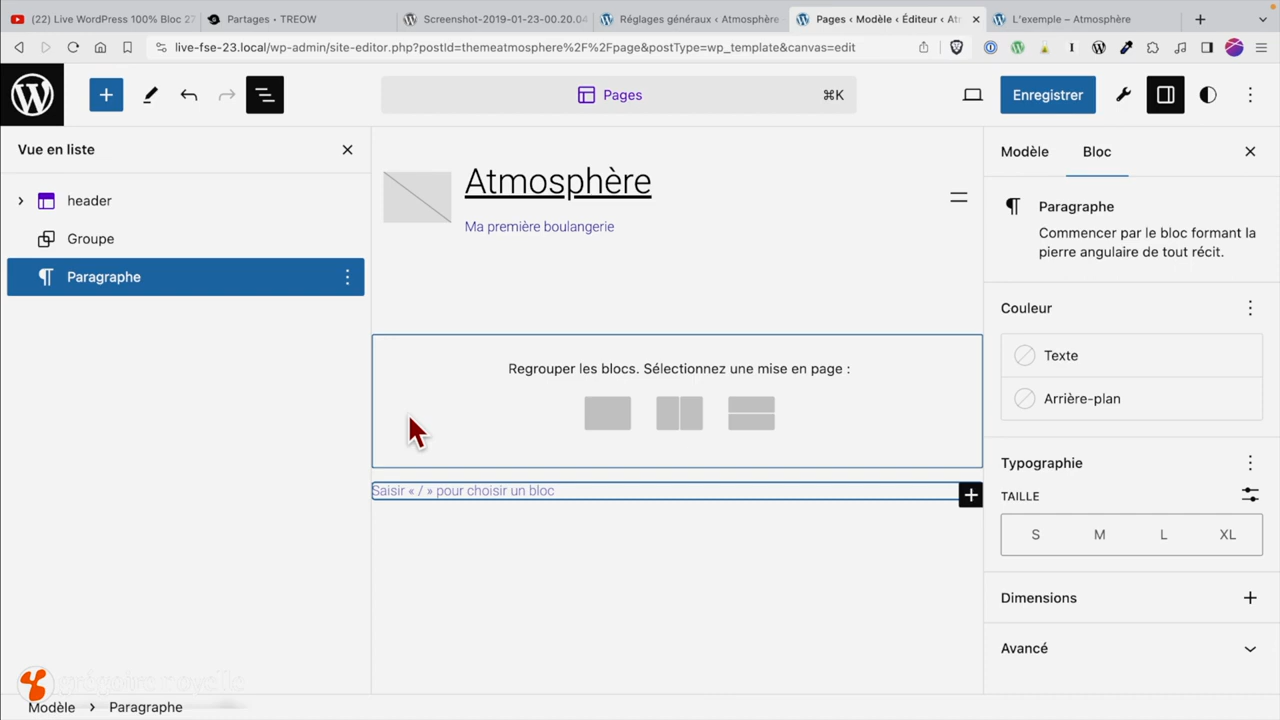 (22) Live WordPress 100% Bloc 27
Partages • TREOW
Screenshot-2019-01-23-00.20.04
Réglages généraux ‹ Atmosphère
Pages ‹ Modèle ‹ Éditeur ‹ At
L'exemple – Atmosphère
live-fse-23.local/wp-admin/site-editor.php?postId=themeatmosphere%2F%2Fpage&postType=wp_template&canvas=edit
Pages
⌘K
Enregistrer
Vue en liste
header
Groupe
Paragraphe
Atmosphère
Ma première boulangerie
Regrouper les blocs. Sélectionnez une mise en page :
Saisir « / » pour choisir un bloc
Modèle
Bloc
Paragraphe
Commencer par le bloc formant la
pierre angulaire de tout récit.
Couleur
Texte
Arrière-plan
Typographie
TAILLE
S M L XL
Dimensions
Avancé
Modèle > Paragraphe